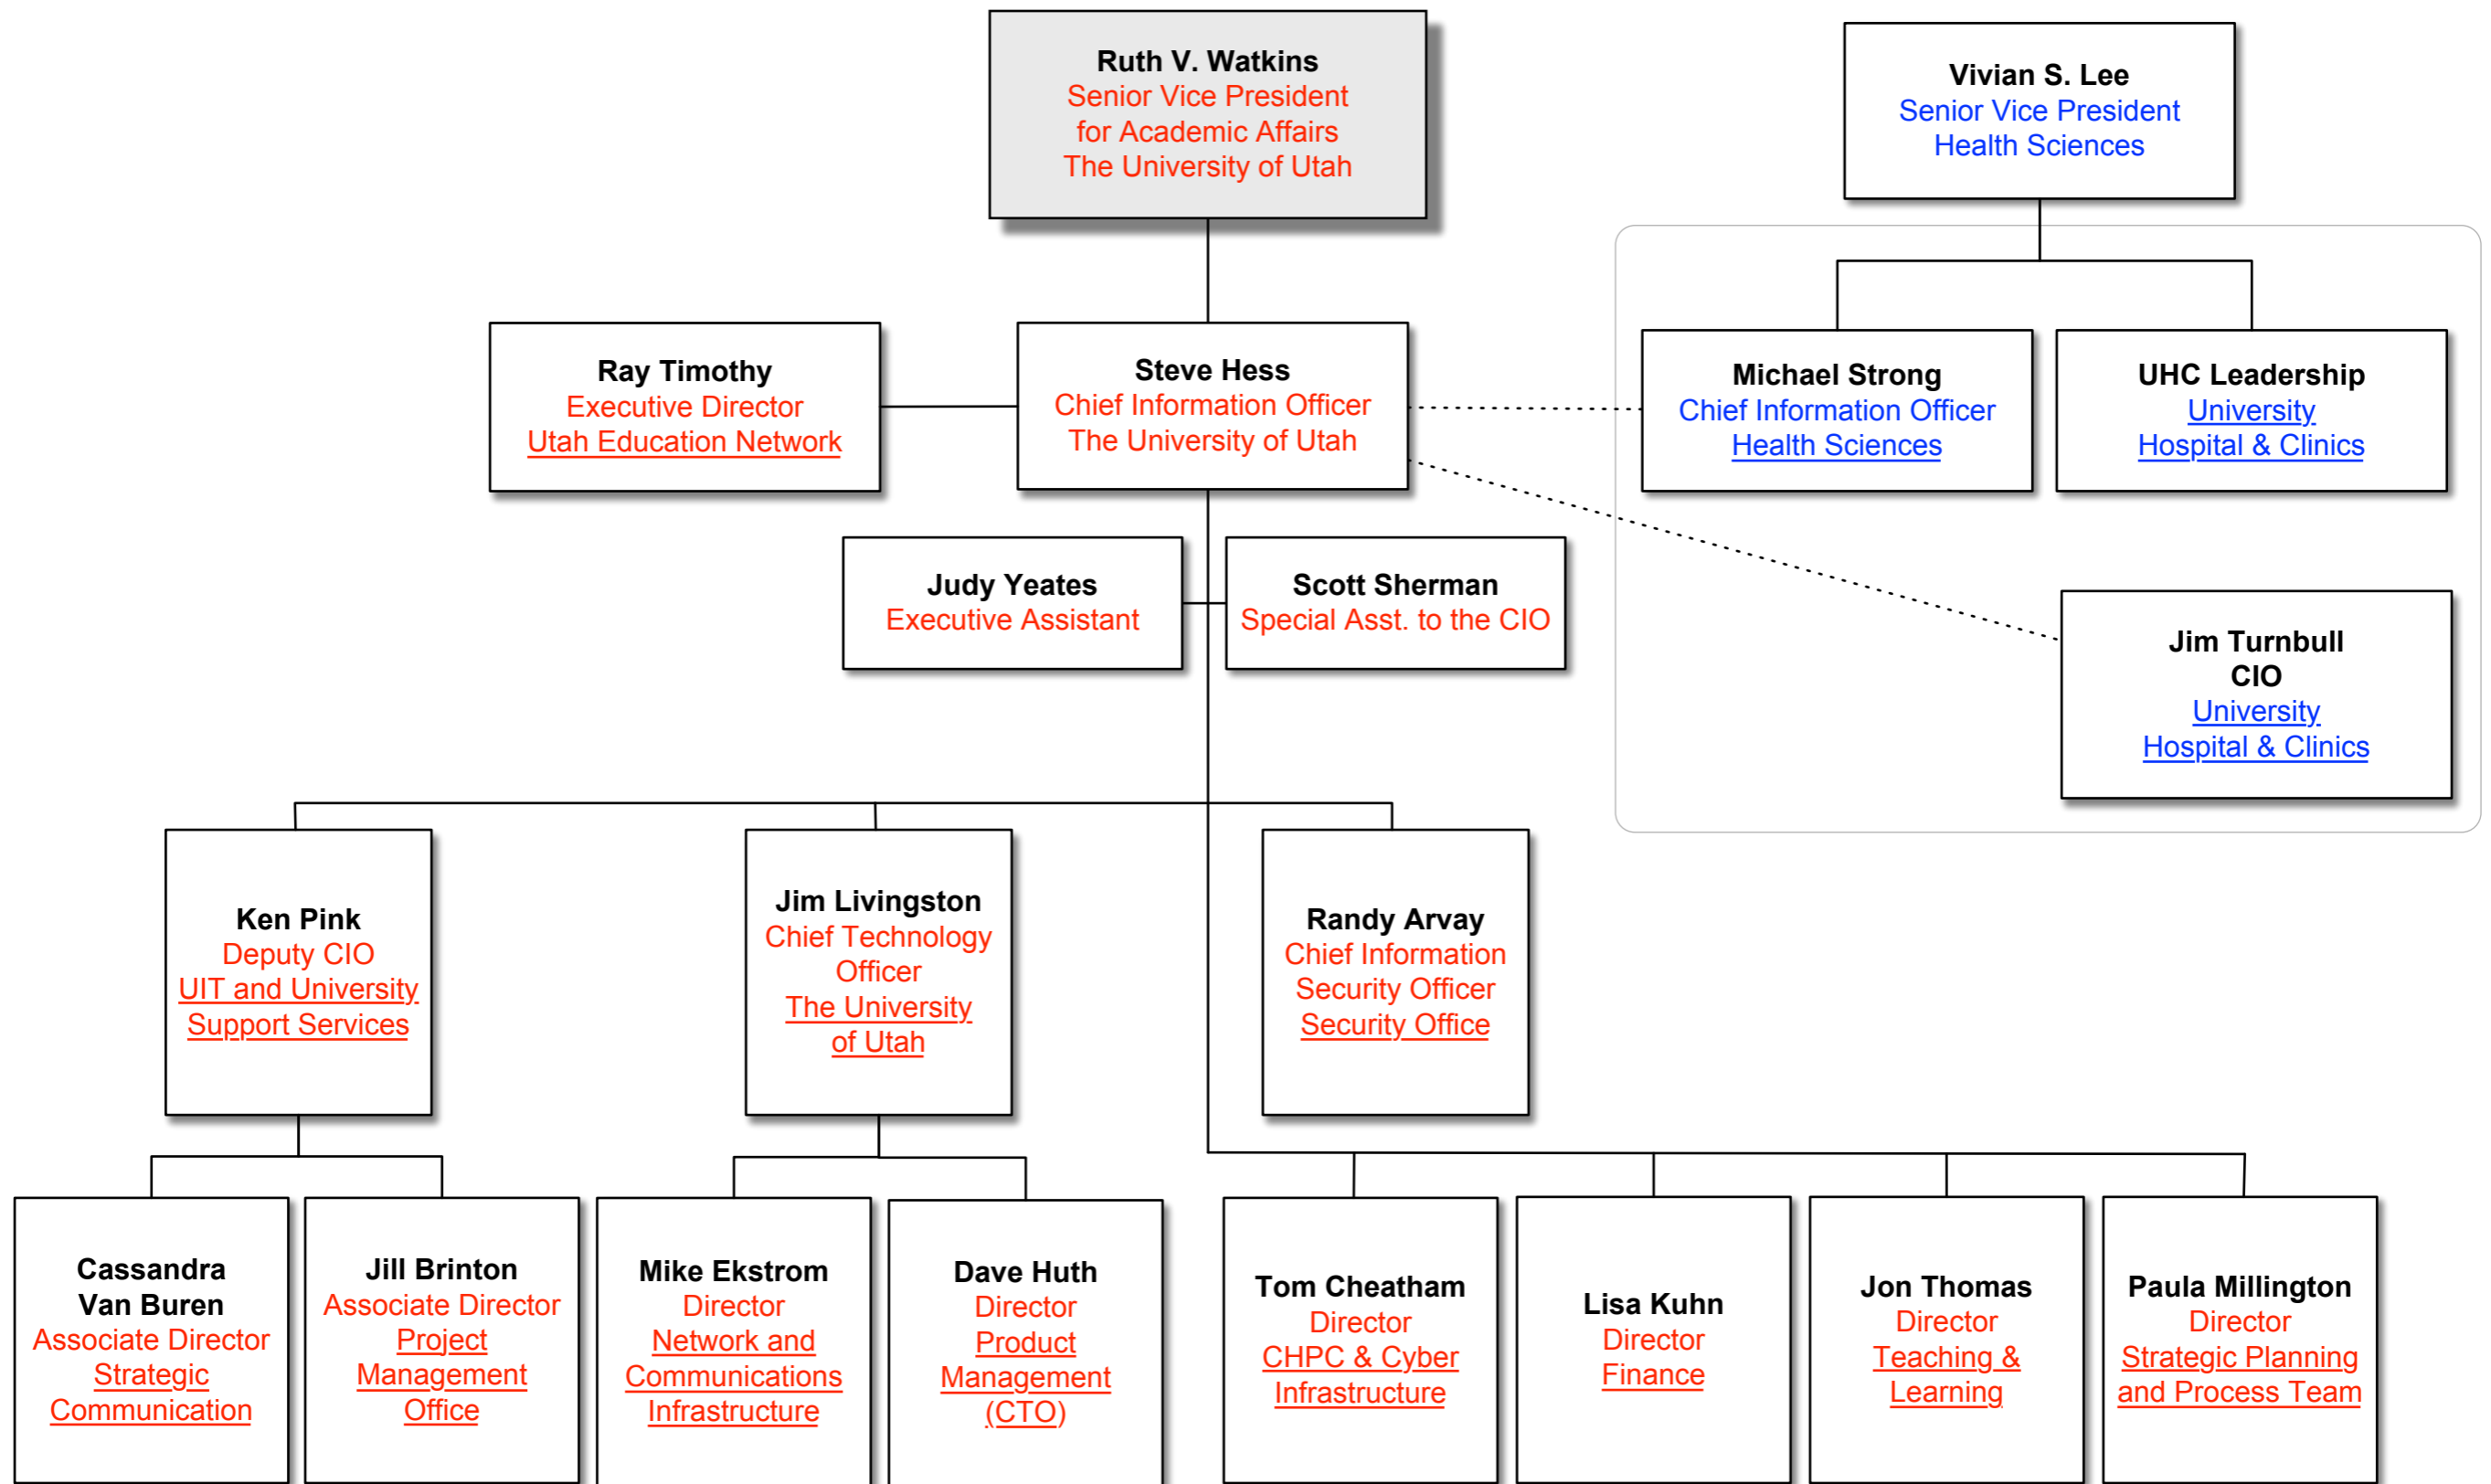 Ruth V. Watkins
Senior Vice President
for Academic Affairs
The University of Utah
Vivian S. Lee
Senior Vice President
Health Sciences
Ray Timothy
Executive Director
Utah Education Network
Steve Hess
Chief Information Officer
The University of Utah
Michael Strong
Chief Information Officer
Health Sciences
UHC Leadership
University
Hospital & Clinics
Judy Yeates
Executive Assistant
Scott Sherman
Special Asst. to the CIO
Jim Turnbull
CIO
University
Hospital & Clinics
Ken Pink
Deputy CIO
UIT and University
Support Services
Jim Livingston
Chief Technology
Officer
The University
of Utah
Randy Arvay
Chief Information
Security Officer
Security Office
Cassandra
Van Buren
Associate Director
Strategic
Communication
Jill Brinton
Associate Director
Project
Management
Office
Mike Ekstrom
Director
Network and
Communications
Infrastructure
Dave Huth
Director
Product
Management
(CTO)
Tom Cheatham
Director
CHPC & Cyber
Infrastructure
Lisa Kuhn
Director
Finance
Jon Thomas
Director
Teaching &
Learning
Paula Millington
Director
Strategic Planning
and Process Team